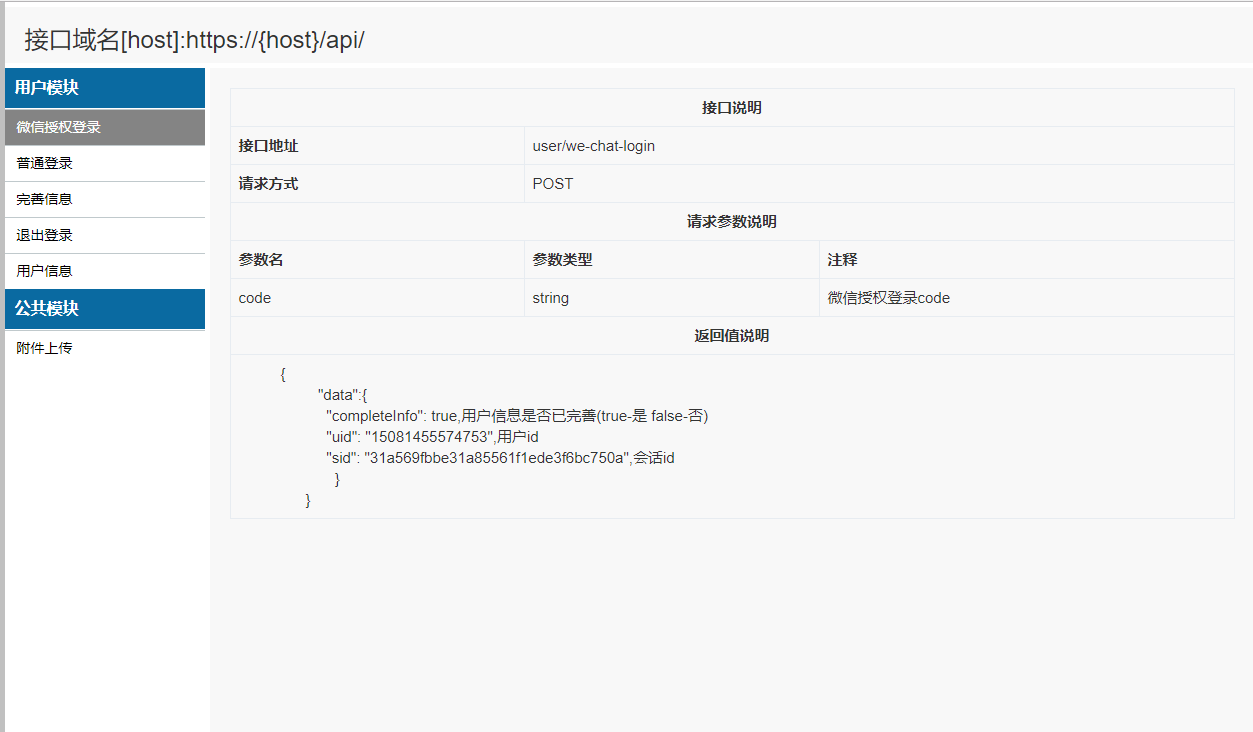 接口域名[host]:https://{host}/api/
用户模块
微信授权登录
普通登录
完善信息
退出登录
用户信息
公共模块
附件上传
接口说明
接口地址 user/we-chat-login
请求方式 POST
请求参数说明
参数名 参数类型 注释
code string 微信授权登录code
返回值说明
{
"data":{
"completeInfo": true,用户信息是否已完善(true-是 false-否)
"uid": "15081455574753",用户id
"sid": "31a569fbbe31a85561f1ede3f6bc750a",会话id
}
}